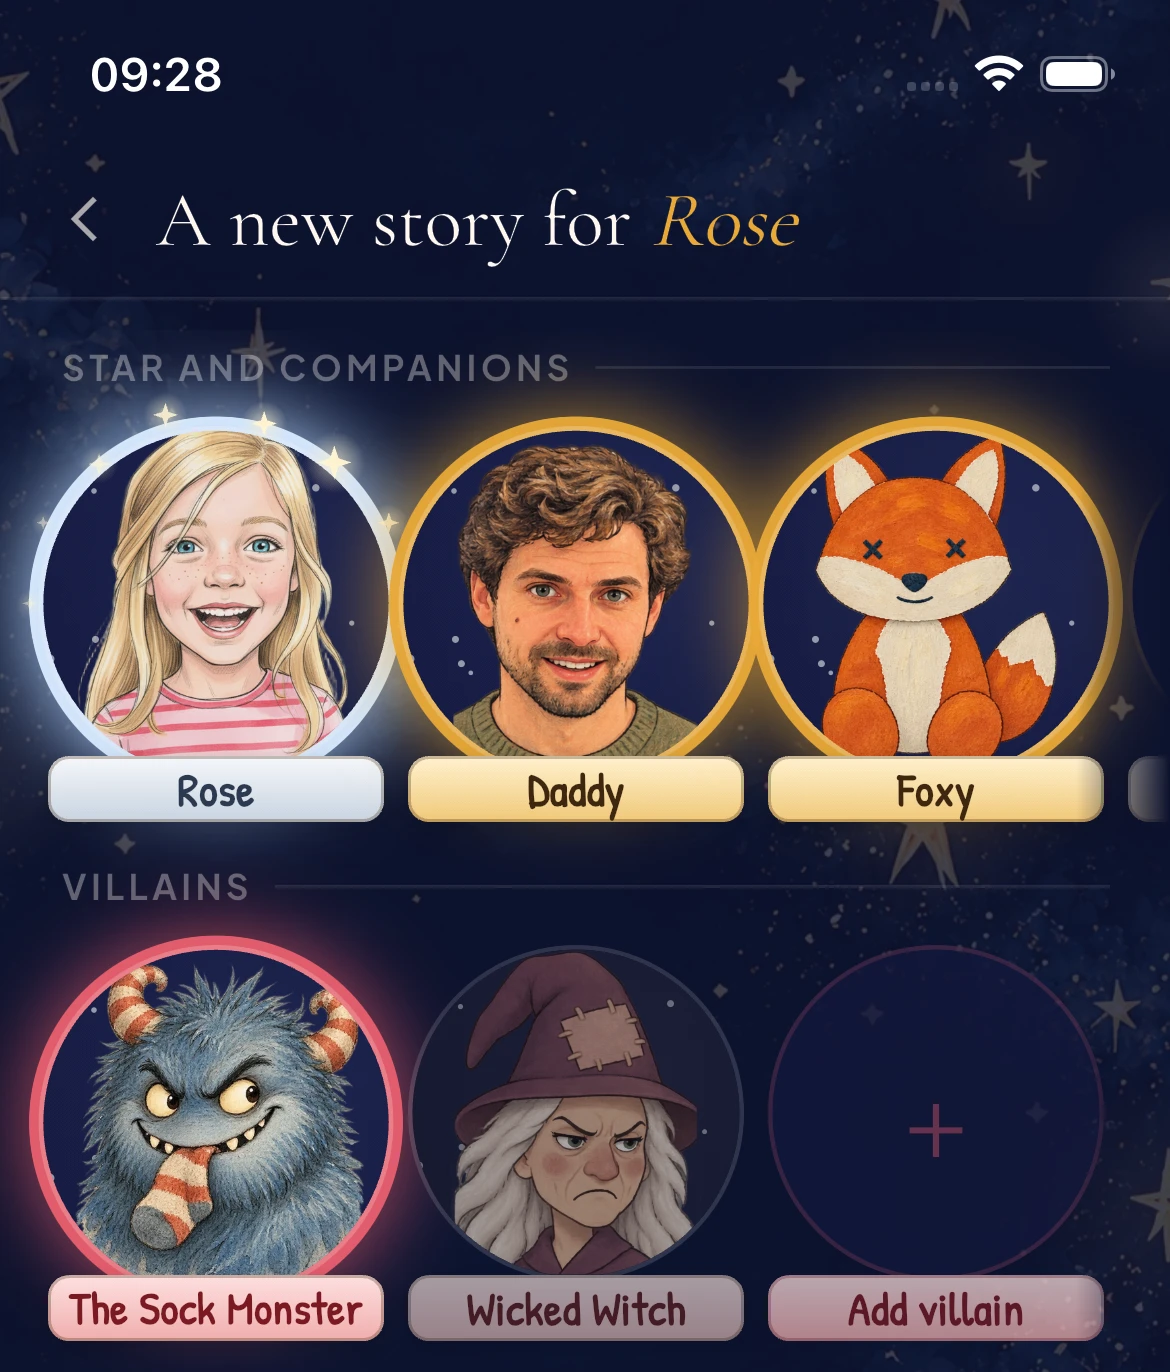 09:28
A new story for Rose
STAR AND COMPANIONS
Rose
Daddy
Foxy
VILLAINS
The Sock Monster
Wicked Witch
Add villain